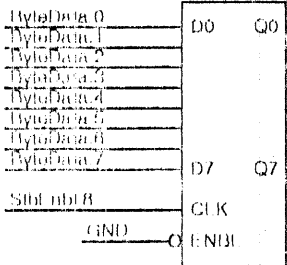 ByteData.0 D0 Q0
ByteData.1
ByteData.2
ByteData.3
ByteData.4
ByteData.5
ByteData.6
ByteData.7
D7 Q7
CLK
GND
ENBL